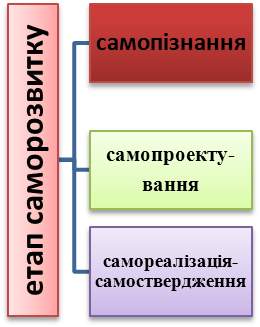 етап саморозвитку
самопізнання
самопроекту-
вання
самореалізація-
самоствердження